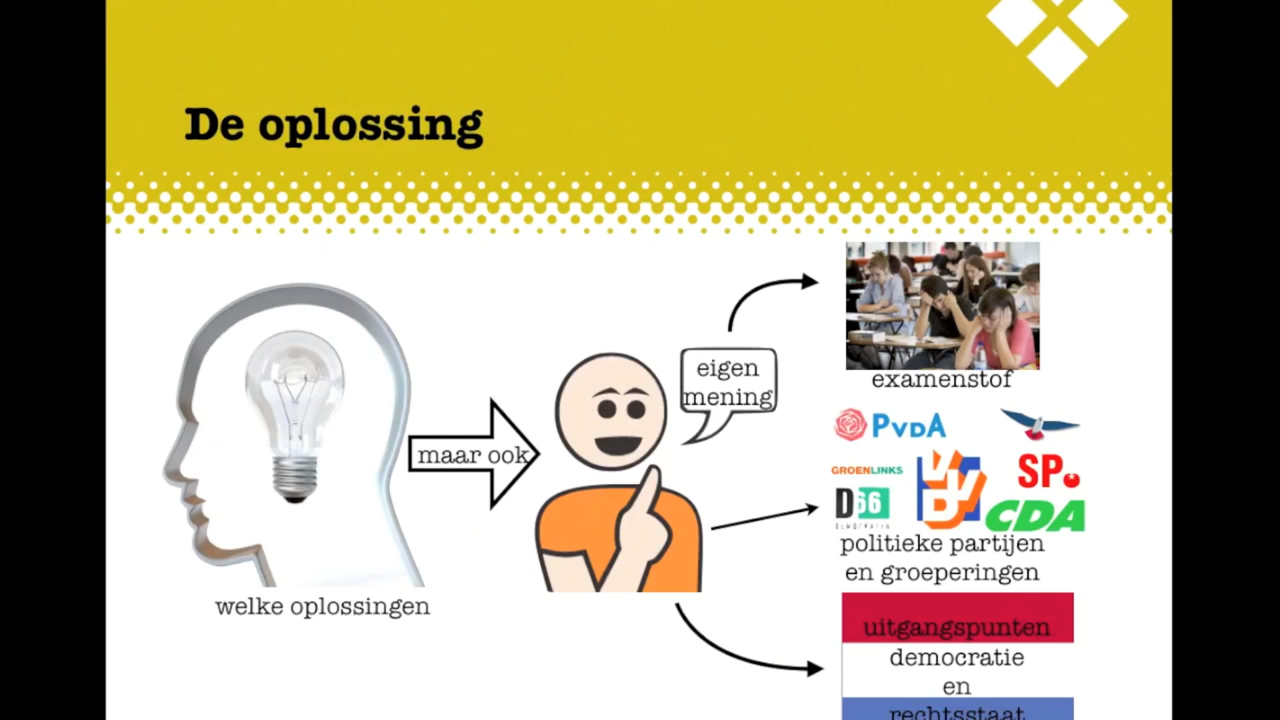 De oplossing
eigen
mening
maar ook
welke oplossingen
examenstof
PvdA
GROENLINKS
D66
VVD
SP.
CDA
politieke partijen
en groeperingen
uitgangspunten
democratie
en
rechtsstaat